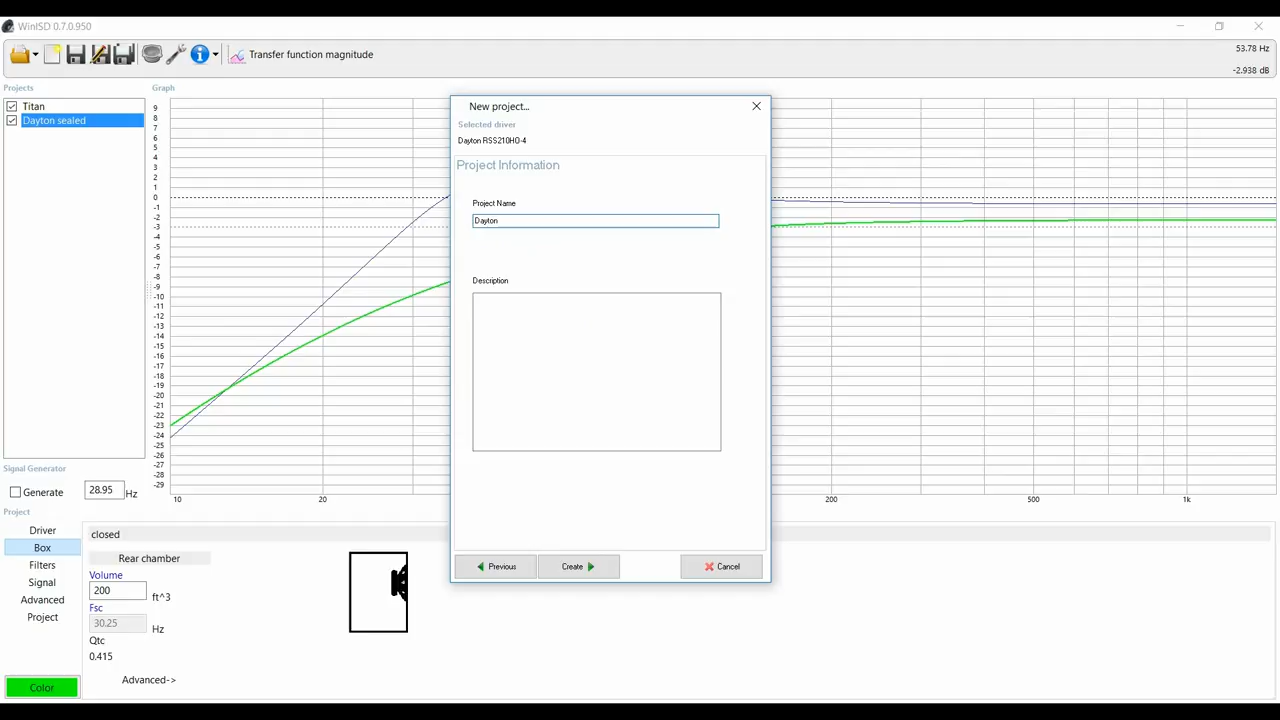 WinISD 0.7.0.950
Transfer function magnitude
53.78 Hz
-2.938 dB
Projects
Titan
Dayton sealed
Graph
9
8
7
6
5
4
3
2
1
0
-1
-2
-3
-4
-5
-6
-7
-8
-9
-10
-11
-12
-13
-14
-15
-16
-17
-18
-19
-20
-21
-22
-23
-24
-25
-26
-27
-28
-29
10
20
200
500
1k
New project...
Selected driver
Dayton RSS210HO-4
Project Information
Project Name
Dayton
Description
Previous
Create
Cancel
Signal Generator
Generate
28.95
Hz
Project
Driver
Box
Filters
Signal
Advanced
Project
Color
closed
Rear chamber
Volume
200
ft^3
Fsc
30.25
Hz
Qtc
0.415
Advanced->